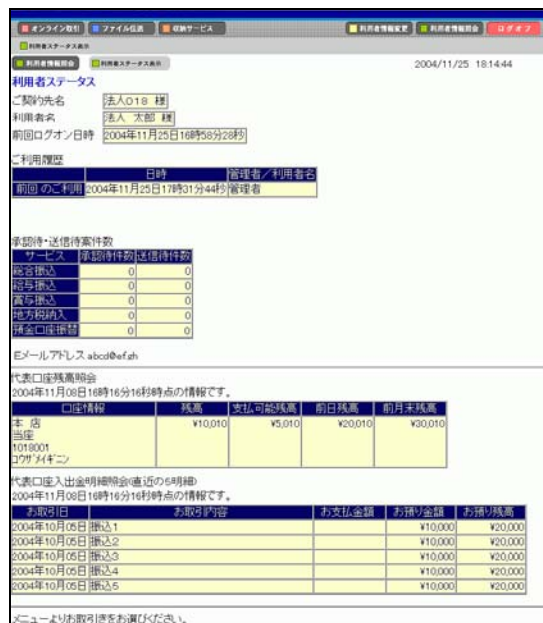 オンライン取引 ファイル伝送 収納サービス 利用者情報変更 利用者情報照会 ログオフ
利用者ステータス表示
利用者情報照会 利用者ステータス表示 2004/11/25 18:14:44
利用者ステータス
ご契約先名 法人018 様
利用者名 法人 太郎 様
前回ログオン日時 2004年11月25日16時58分28秒
ご利用履歴
日時 管理者/利用者名
前回のご利用 2004年11月25日17時31分44秒 管理者
承認待・送信待案件数
サービス 承認待件数 送信待件数
総合振込 0 0
給与振込 0 0
賞与振込 0 0
地方税納入 0 0
預金口座振替 0 0
Eメールアドレス abcd@ef.gh
代表口座残高照会
2004年11月08日16時16分16秒時点の情報です。
口座情報 残高 支払可能残高 前日残高 前月末残高
本 店 ¥10,010 ¥5,010 ¥20,010 ¥30,010
当座
1018001
コウザメイギニン
代表口座入出金明細照会(直近の5明細)
2004年11月08日16時16分16秒時点の情報です。
お取引日 お取引内容 お支払金額 お預り金額 お預り残高
2004年10月05日 振込1 ¥10,000 ¥20,000
2004年10月05日 振込2 ¥10,000 ¥20,000
2004年10月05日 振込3 ¥10,000 ¥20,000
2004年10月05日 振込4 ¥10,000 ¥20,000
2004年10月05日 振込5 ¥10,000 ¥20,000
メニューよりお取引きをお選びください。